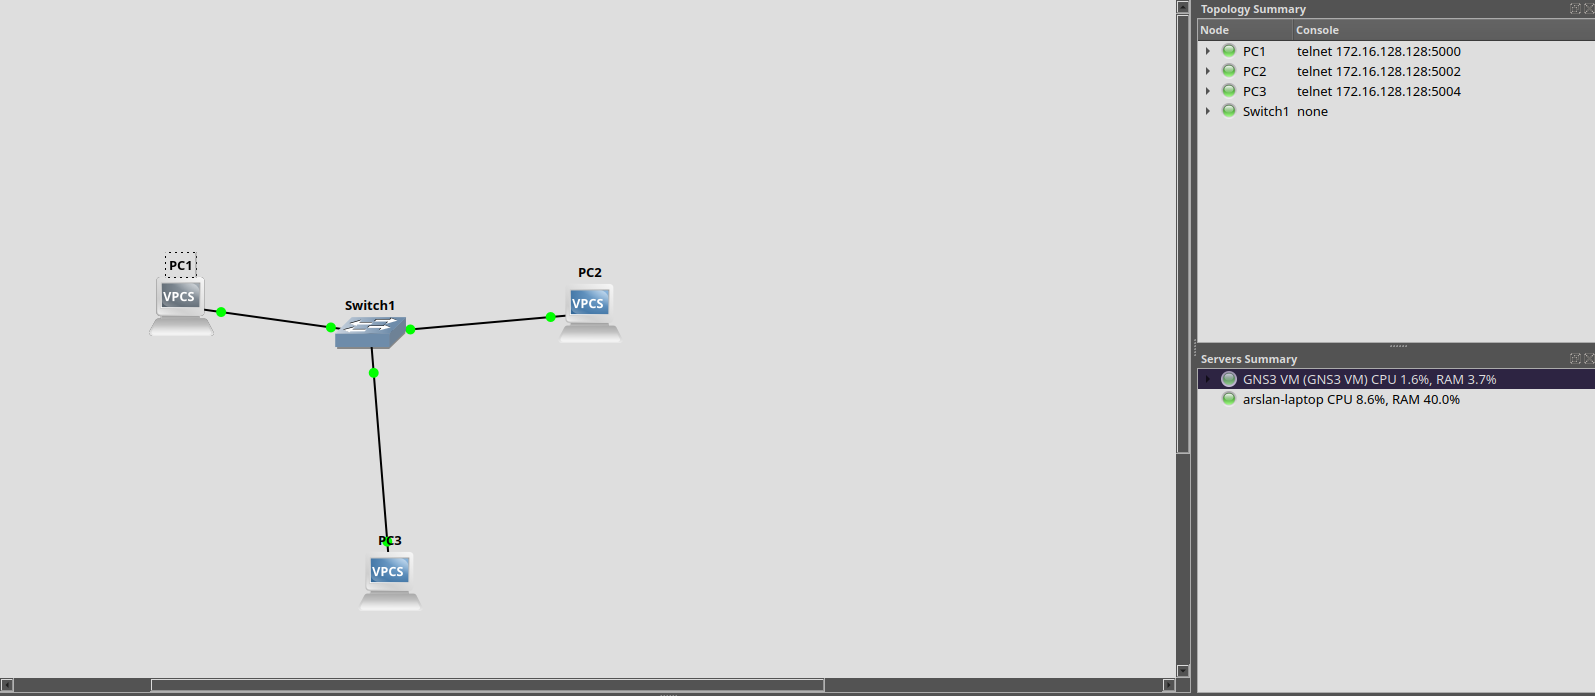 PC1
VPCS
Switch1
PC2
VPCS
PC3
VPCS
Topology Summary
Node Console
PC1 telnet 172.16.128.128:5000
PC2 telnet 172.16.128.128:5002
PC3 telnet 172.16.128.128:5004
Switch1 none
Servers Summary
GNS3 VM (GNS3 VM) CPU 1.6%, RAM 3.7%
arslan-laptop CPU 8.6%, RAM 40.0%